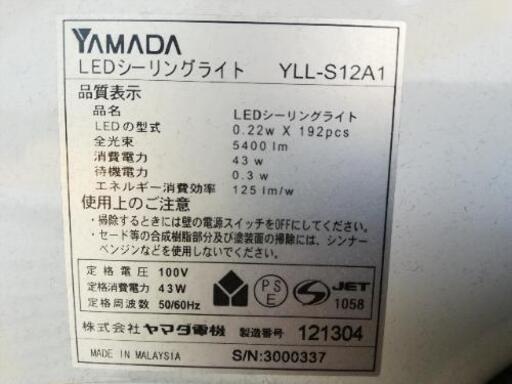 YAMADA
LEDシーリングライト YLL-S12A1
品質表示
品名 LEDシーリングライト
LEDの型式 0.22w X 192pcs
全光束 5400 lm
消費電力 43 w
待機電力 0.3 w
エネルギー消費効率 125 lm/w
使用上のご注意
・掃除するときには壁の電源スイッチをOFFにしてください。
・セード等の合成樹脂部分及び塗装面の掃除には、シンナー
ベンジンなどを使用しないでください。
定格電圧 100V
定格消費電力 43W
定格周波数 50/60Hz
PS
E
S JET
1058
株式会社 ヤマダ電機 製造番号 121304
MADE IN MALAYSIA S/N:3000337